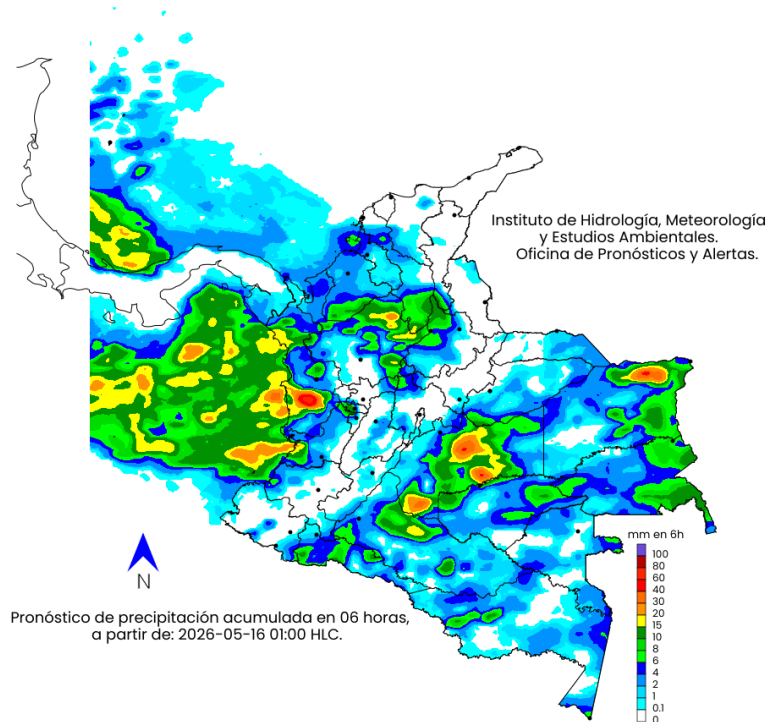 Instituto de Hidrología, Meteorología
y Estudios Ambientales.
Oficina de Pronósticos y Alertas.
mm en 6h
100
80
60
40
30
20
15
10
8
6
4
2
1
0.1
0
N
Pronóstico de precipitación acumulada en 06 horas,
a partir de: 2026-05-16 01:00 HLC.